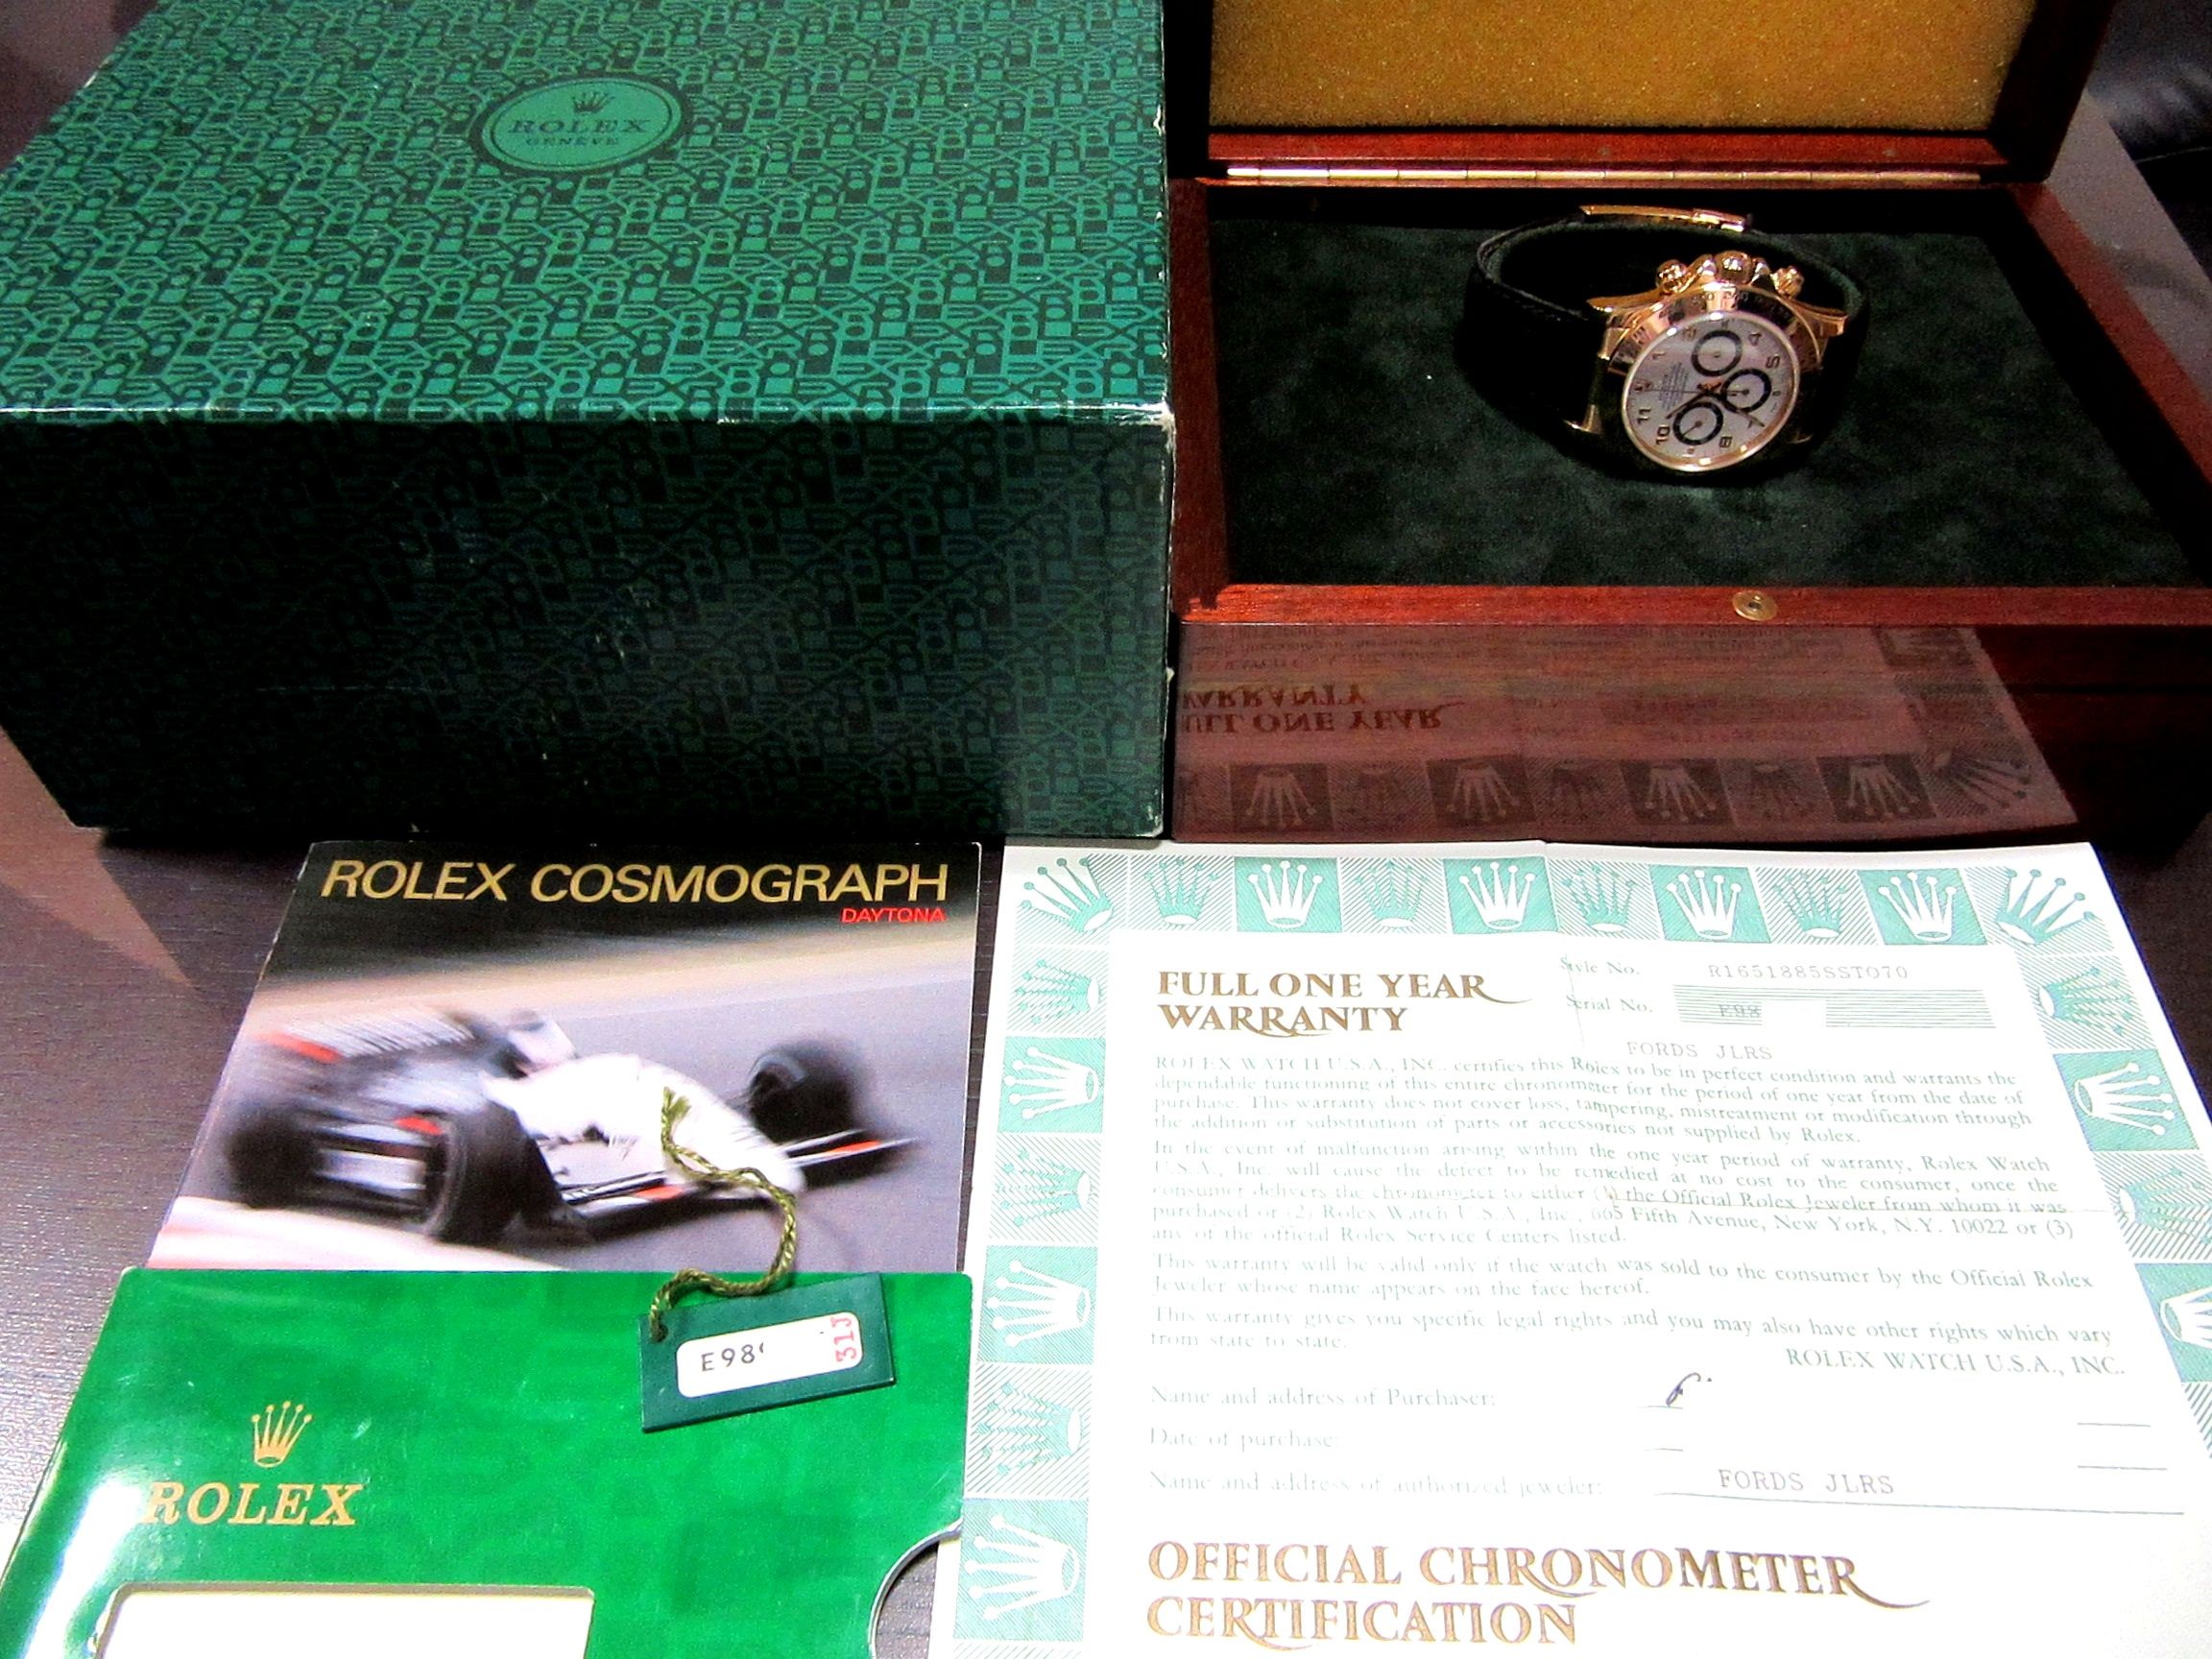 ROLEX
GENEVE
ROLEX COSMOGRAPH
DAYTONA
ROLEX
E98
31J
FULL ONE YEAR
WARRANTY
Style No. R1651885SST070
Serial No. E98
FORDS JLRS
ROLEX WATCH U.S.A., INC. certifies this Rolex to be in perfect condition and warrants the
dependable functioning of this entire chronometer for the period of one year from the date of
purchase. This warranty does not cover loss, tampering, mistreatment or modification through
the addition or substitution of parts or accessories not supplied by Rolex.
In the event of malfunction arising within the one year period of warranty, Rolex Watch
U.S.A., Inc. will cause the defect to be remedied at no cost to the consumer, once the
consumer delivers the chronometer to either (1) the Official Rolex Jeweler from whom it was
purchased or (2) Rolex Watch U.S.A., Inc., 665 Fifth Avenue, New York, N.Y. 10022 or (3)
any of the official Rolex Service Centers listed.
This warranty will be valid only if the watch was sold to the consumer by the Official Rolex
Jeweler whose name appears on the face hereof.
This warranty gives you specific legal rights and you may also have other rights which vary
from state to state.
ROLEX WATCH U.S.A., INC.
Name and address of Purchaser:
Date of purchase:
Name and address of authorized jeweler: FORDS JLRS
OFFICIAL CHRONOMETER
CERTIFICATION